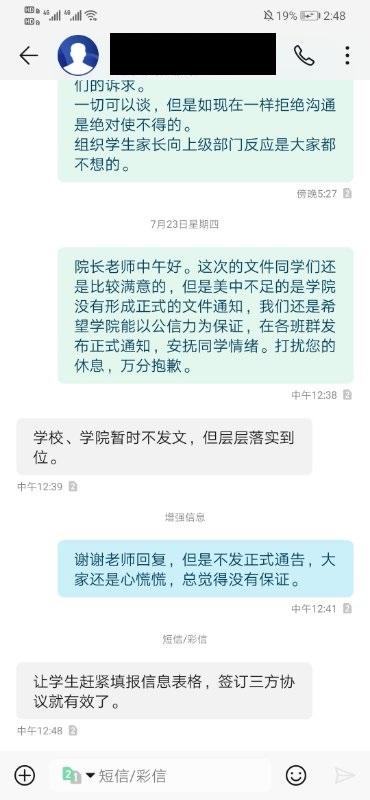 19% 2:48
们的诉求。
一切可以谈，但是如现在一样拒绝沟通
是绝对使不得的。
组织学生家长向上级部门反应是大家都
不想的。
傍晚5:27 2
7月23日星期四
院长老师中午好。这次的文件同学们还
是比较满意的，但是美中不足的是学院
没有形成正式的文件通知，我们还是希
望学院能以公信力为保证，在各班群发
布正式通知，安抚同学情绪。打扰您的
休息，万分抱歉。
中午12:38 2
学校、学院暂时不发文，但层层落实到
位。
中午12:39 2
增强信息
谢谢老师回复，但是不发正式通告，大
家还是心慌慌，总觉得没有保证。
中午12:41 2
短信/彩信
让学生赶紧填报信息表格，签订三方协
议就有效了。
中午12:48 2
短信/彩信